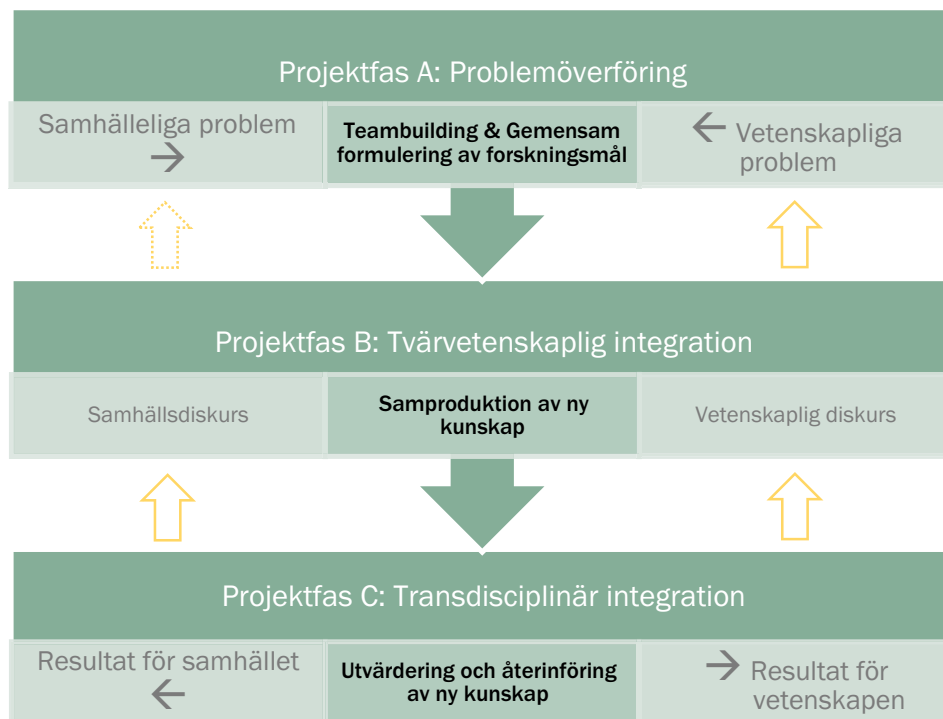 Projektfas A: Problemöverföring
Samhälleliga problem
→
Teambuilding & Gemensam
formulering av forskningsmål
← Vetenskapliga
problem
Projektfas B: Tvärvetenskaplig integration
Samhällsdiskurs
Samproduktion av ny
kunskap
Vetenskaplig diskurs
Projektfas C: Transdisciplinär integration
Resultat för samhället
←
Utvärdering och återinföring
av ny kunskap
→ Resultat för
vetenskapen